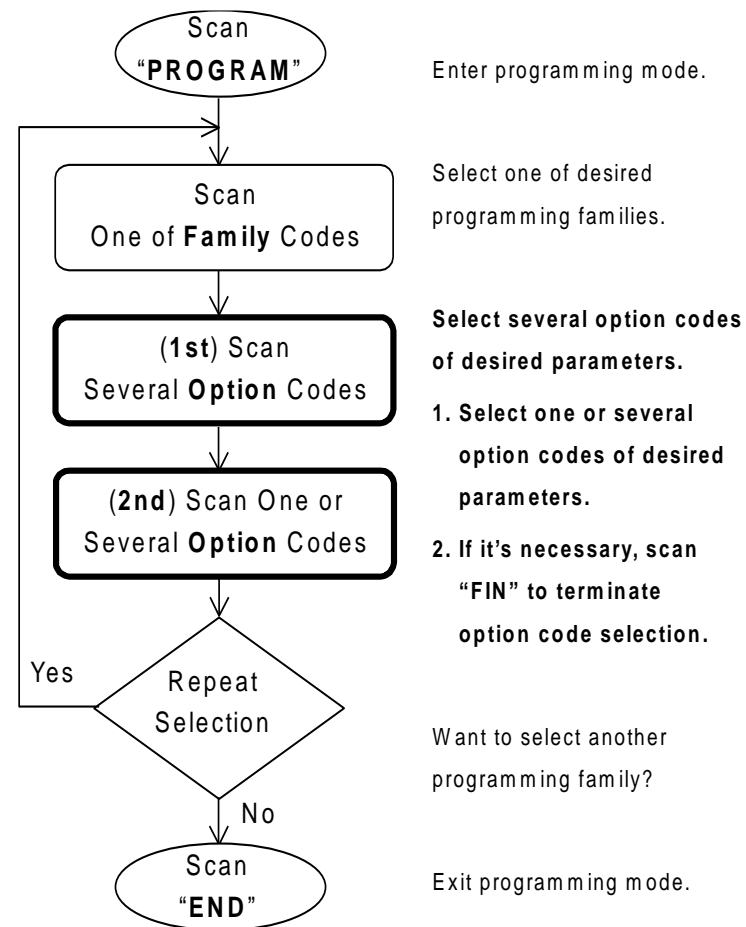 Scan
“PROGRAM”
Enter programming mode.
Scan
One of Family Codes
Select one of desired
programming families.
(1st) Scan
Several Option Codes
Select several option codes
of desired parameters.
1. Select one or several
option codes of desired
parameters.
(2nd) Scan One or
Several Option Codes
2. If it’s necessary, scan
“FIN” to terminate
option code selection.
Yes
Repeat
Selection
Want to select another
programming family?
No
Scan
“END”
Exit programming mode.